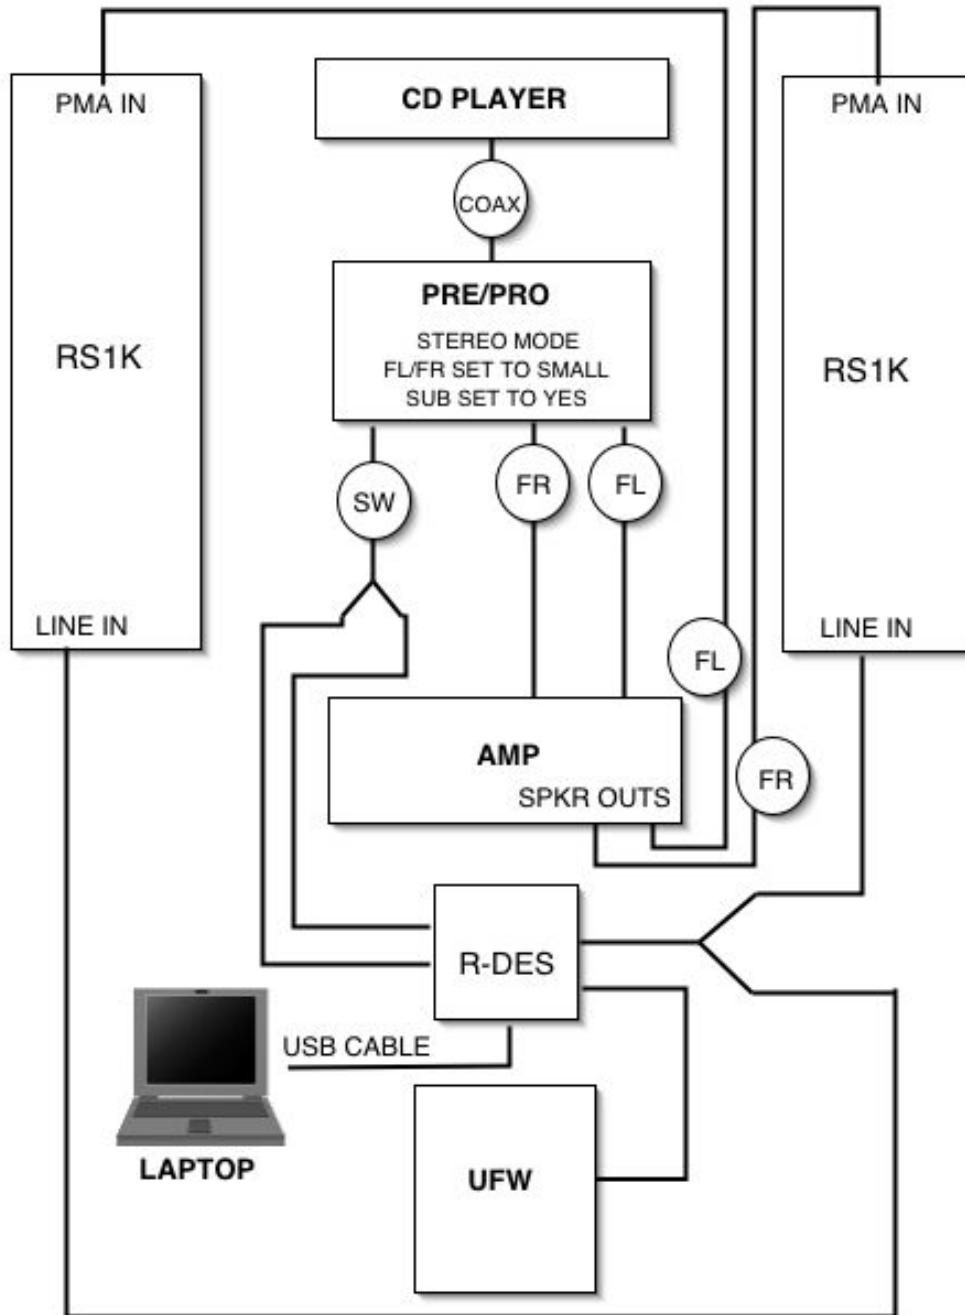 PMA IN
RS1K
LINE IN
CD PLAYER
COAX
PRE/PRO
STEREO MODE
FL/FR SET TO SMALL
SUB SET TO YES
SW
FR
FL
PMA IN
RS1K
LINE IN
FL
FR
AMP
SPKR OUTS
R-DES
USB CABLE
LAPTOP
UFW